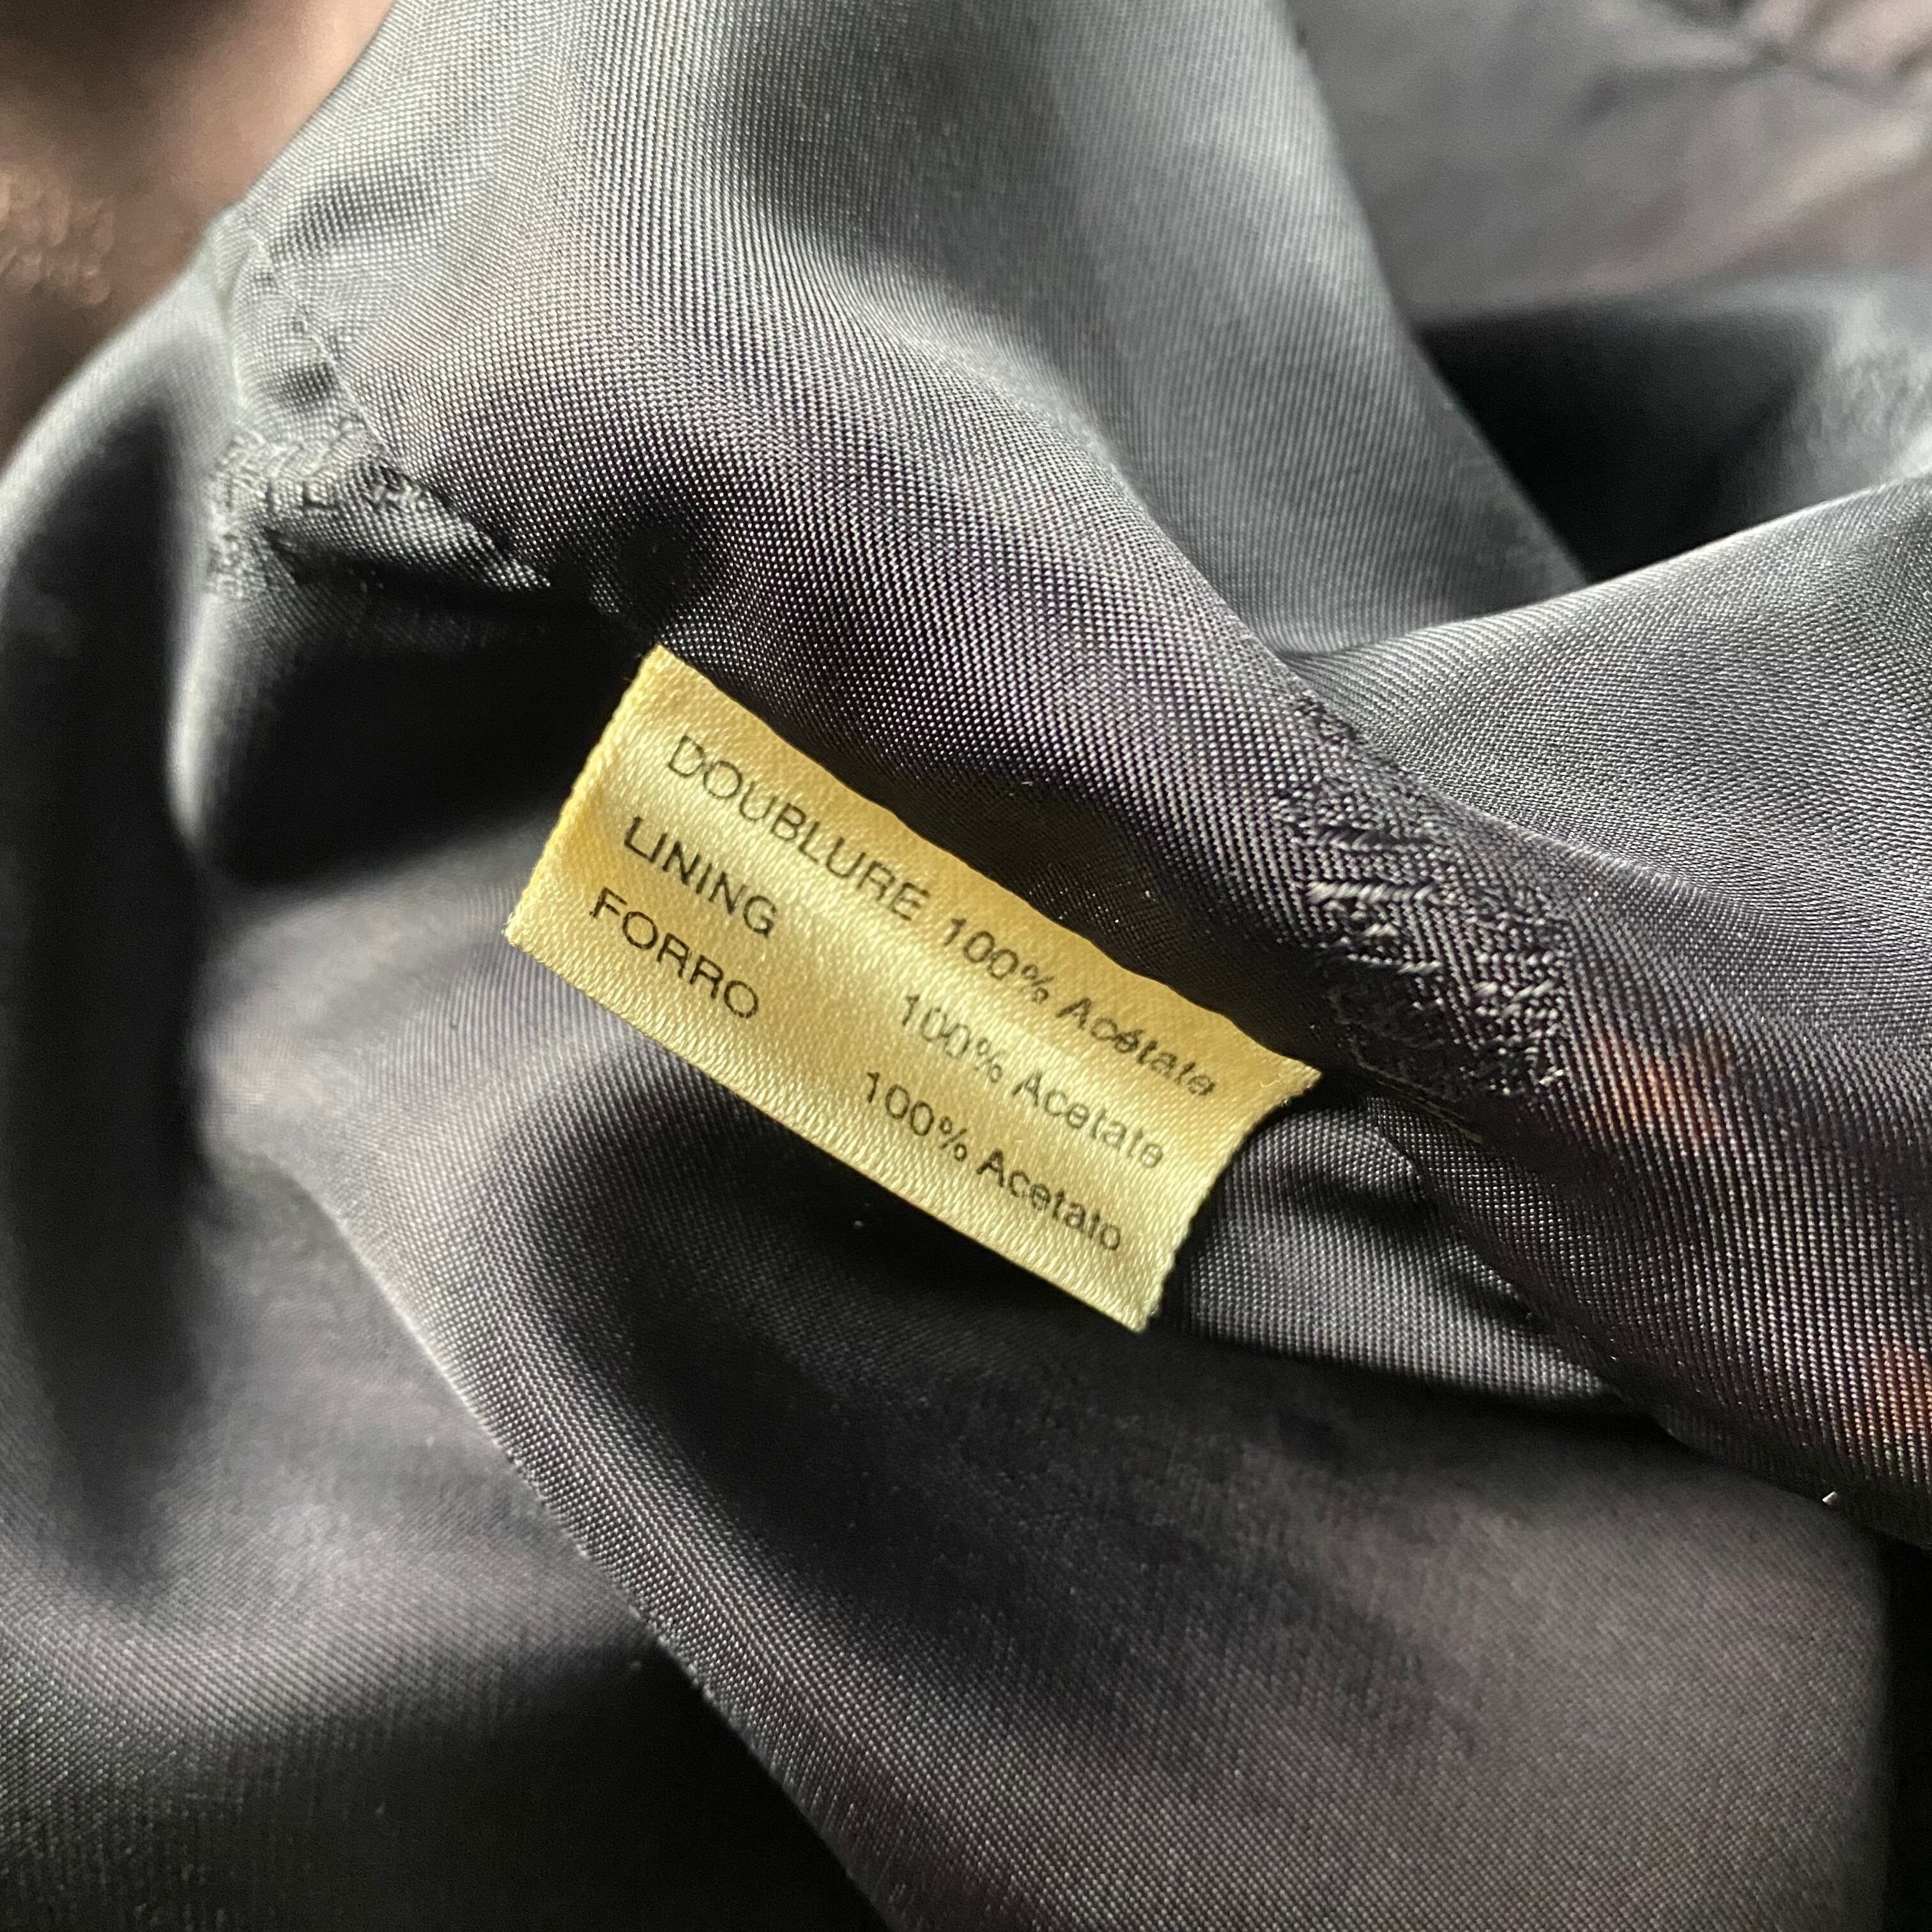 DOUBLURE 100% Acétate
LINING 100% Acetate
FORRO 100% Acetato